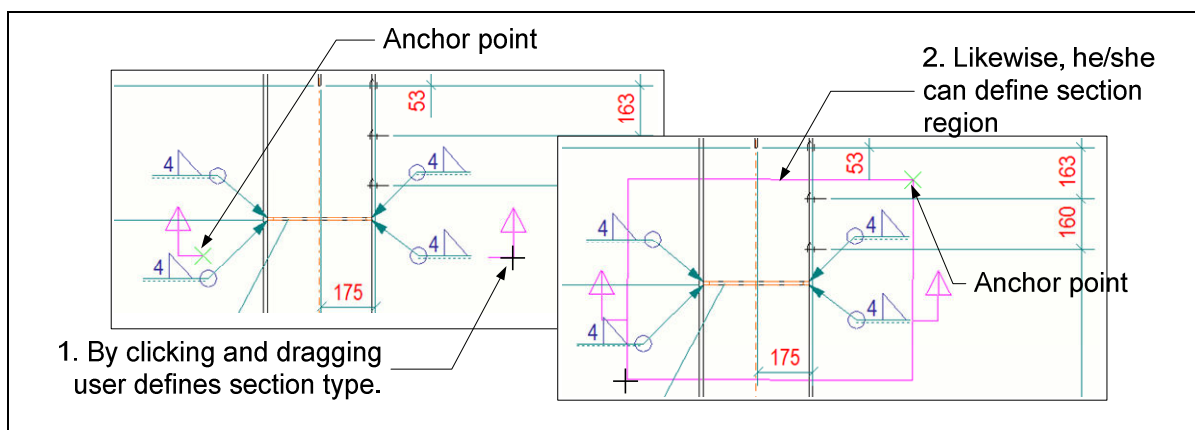 Anchor point
53
163
4
4
4
4
175
1. By clicking and dragging
user defines section type.
2. Likewise, he/she
can define section
region
53
163
160
4
4
4
4
175
Anchor point